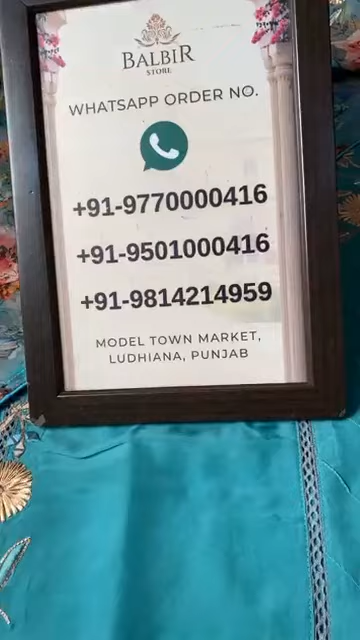 BALBIR
STORE
WHATSAPP ORDER NO.
+91-9770000416
+91-9501000416
+91-9814214959
MODEL TOWN MARKET,
LUDHIANA, PUNJAB